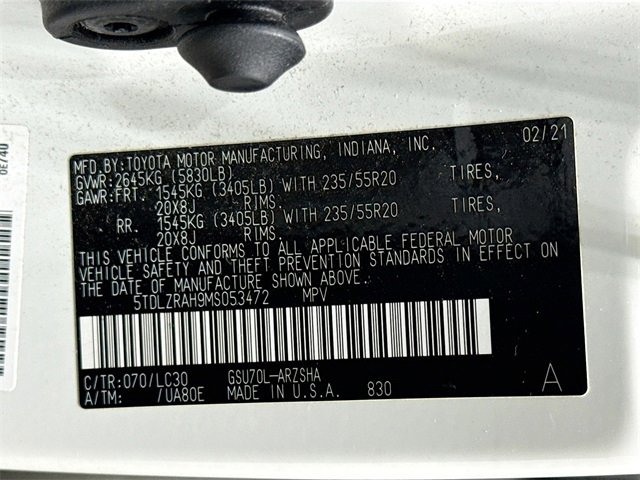 MFD.BY:TOYOTA MOTOR MANUFACTURING, INDIANA, INC. 02/21
GVWR:2645KG (5830LB)
GAWR:FRT. 1545KG (3405LB) WITH 235/55R20 TIRES,
20X8J RIMS.
RR. 1545KG (3405LB) WITH 235/55R20 TIRES,
20X8J RIMS.
THIS VEHICLE CONFORMS TO ALL APPLICABLE FEDERAL MOTOR
VEHICLE SAFETY AND THEFT PREVENTION STANDARDS IN EFFECT ON
THE DATE OF MANUFACTURE SHOWN ABOVE.
5TDLZRAH9MS053472 MPV
C/TR:070/LC30 GSU70L-ARZSHA
A/TM: /UA80E MADE IN U.S.A. 830 A
0E/40